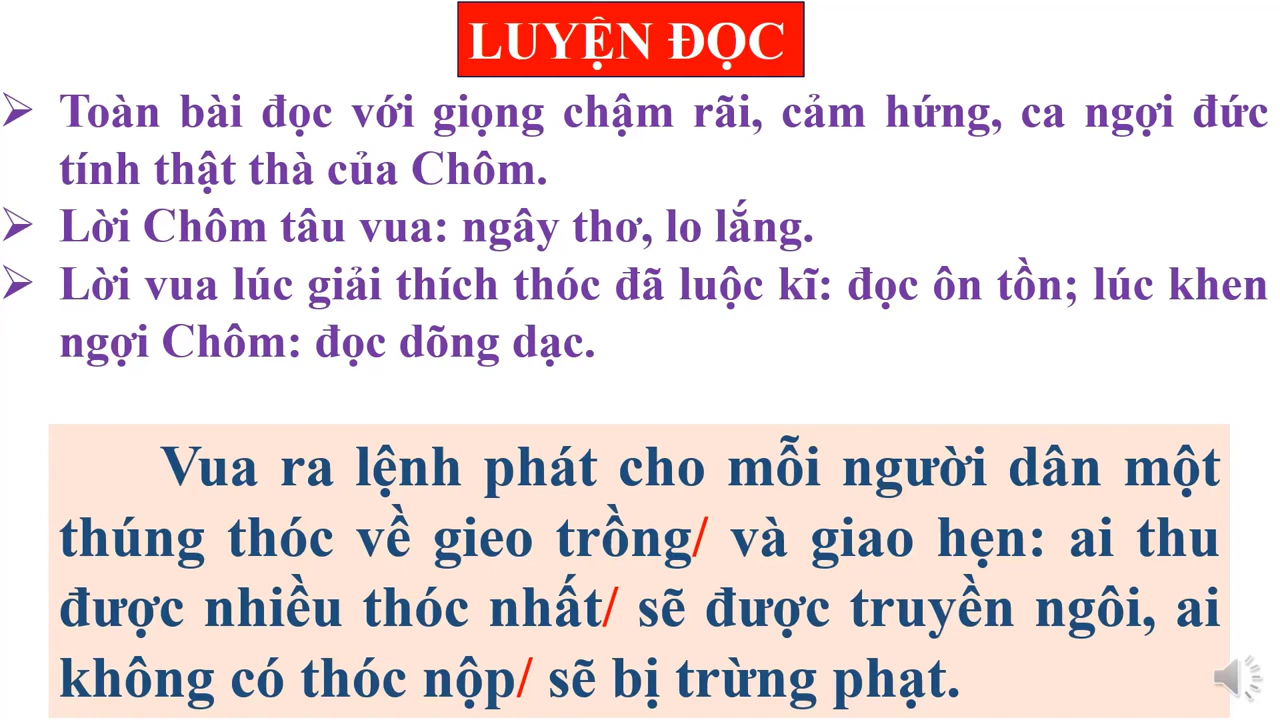 LUYỆN ĐỌC
➢ Toàn bài đọc với giọng chậm rãi, cảm hứng, ca ngợi đức
tính thật thà của Chôm.
➢ Lời Chôm tâu vua: ngây thơ, lo lắng.
➢ Lời vua lúc giải thích thóc đã luộc kĩ: đọc ôn tồn; lúc khen
ngợi Chôm: đọc dõng dạc.
Vua ra lệnh phát cho mỗi người dân một
thúng thóc về gieo trồng/ và giao hẹn: ai thu
được nhiều thóc nhất/ sẽ được truyền ngôi, ai
không có thóc nộp/ sẽ bị trừng phạt.